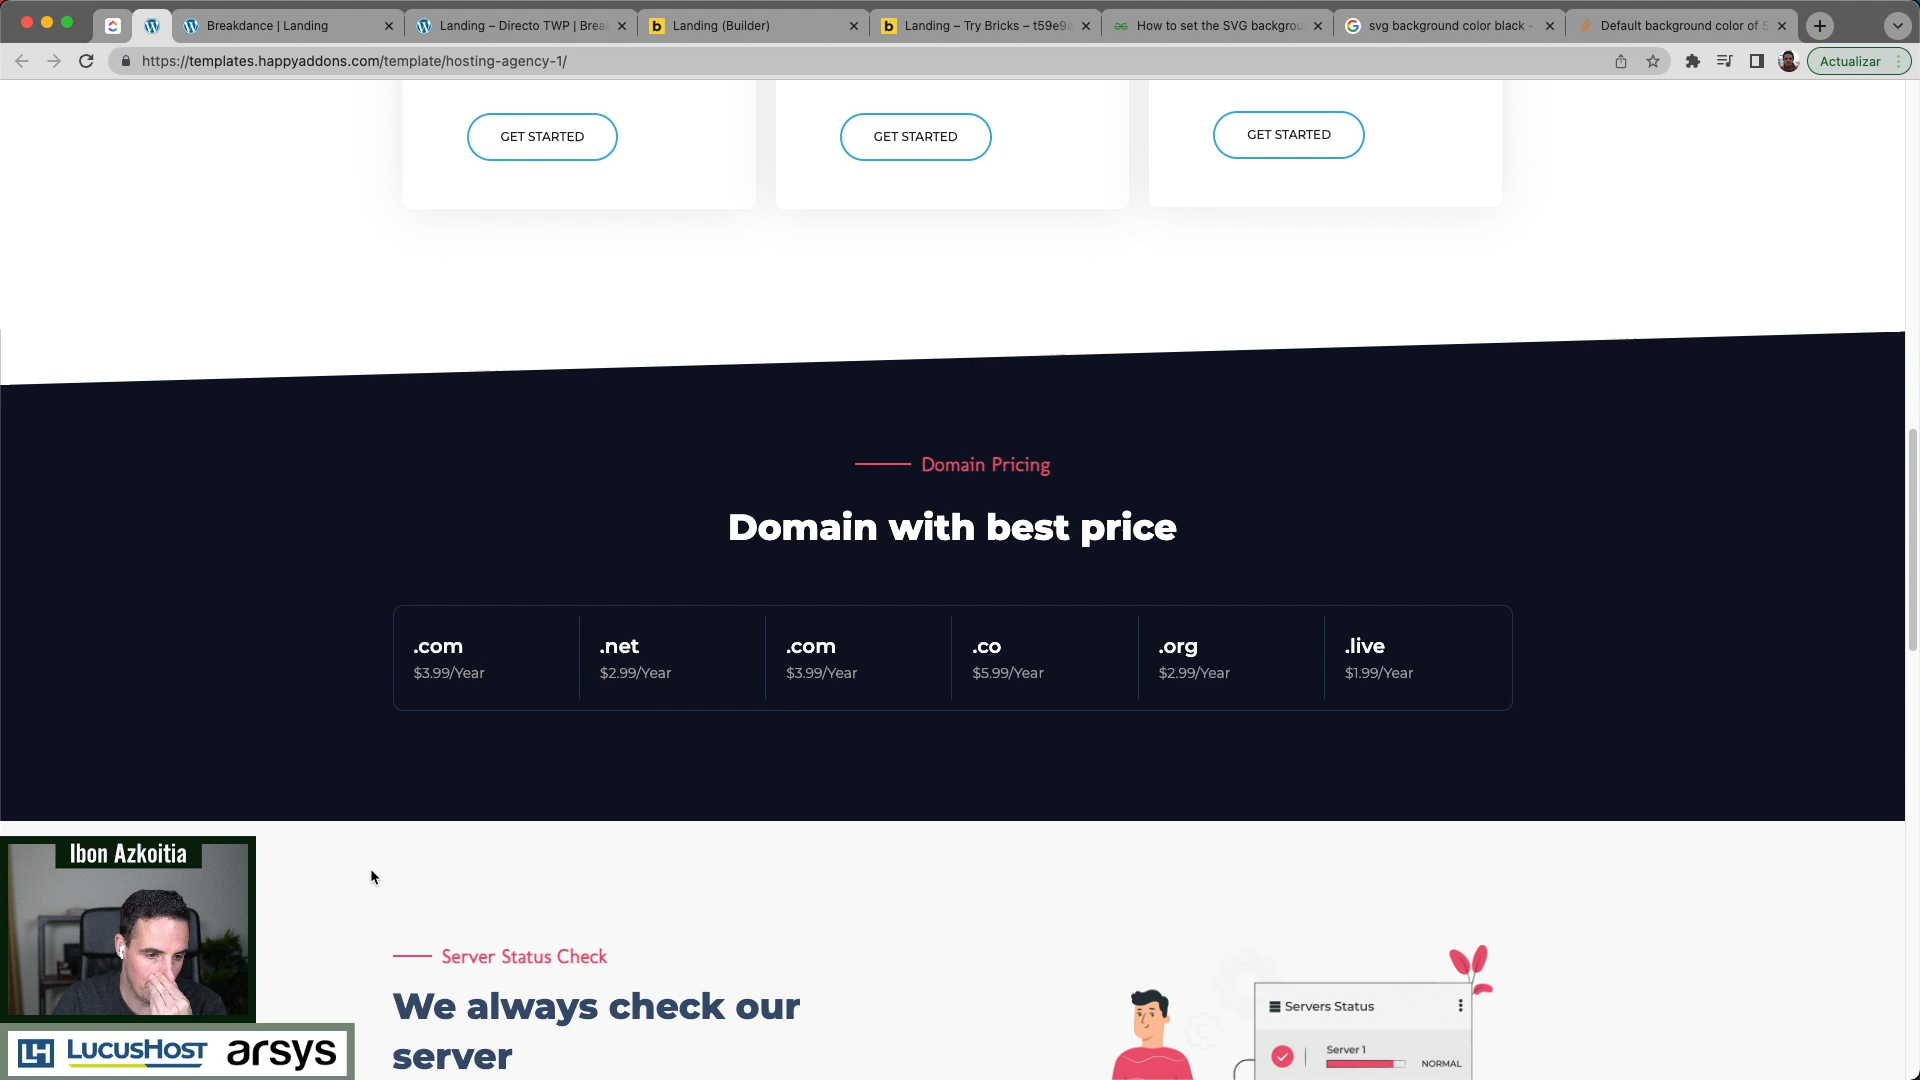 Breakdance | Landing
Landing – Directo TWP | Brea
Landing (Builder)
Landing – Try Bricks – t59e9a
How to set the SVG backgrou
svg background color black -
Default background color of S
https://templates.happyaddons.com/template/hosting-agency-1/
Actualizar
GET STARTED
GET STARTED
GET STARTED
Domain Pricing
Domain with best price
.com
$3.99/Year
.net
$2.99/Year
.com
$3.99/Year
.co
$5.99/Year
.org
$2.99/Year
.live
$1.99/Year
Ibon Azkoitia
LH LucusHost arsys
Server Status Check
We always check our
server
Servers Status
Server 1
NORMAL